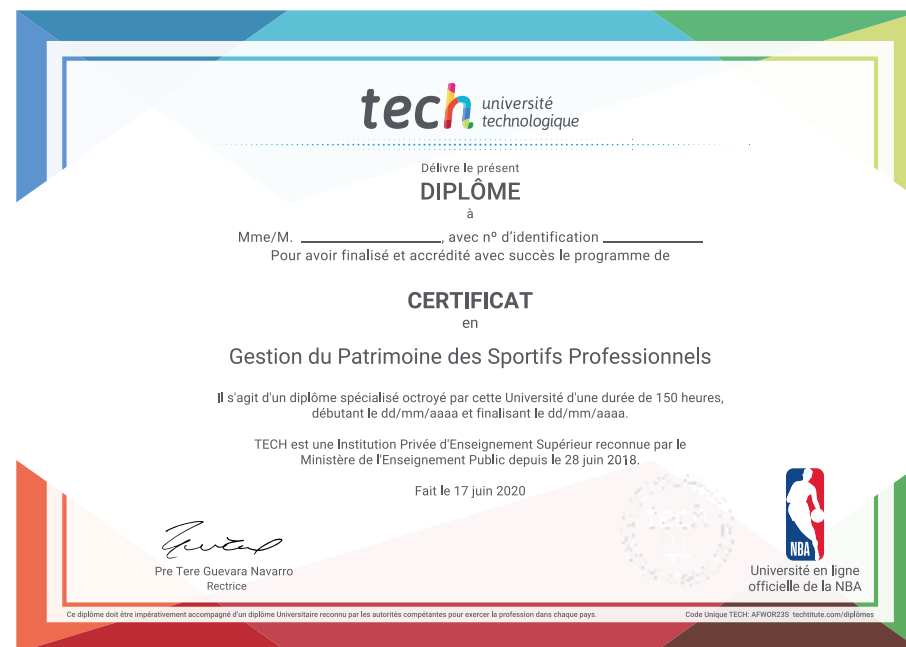 tech université
technologique
Délivre le présent
DIPLÔME
à
Mme/M. ____________________, avec nº d'identification ______________
Pour avoir finalisé et accrédité avec succès le programme de
CERTIFICAT
en
Gestion du Patrimoine des Sportifs Professionnels
Il s'agit d'un diplôme spécialisé octroyé par cette Université d'une durée de 150 heures,
débutant le dd/mm/aaaa et finalisant le dd/mm/aaaa.
TECH est une Institution Privée d'Enseignement Supérieur reconnue par le
Ministère de l'Enseignement Public depuis le 28 juin 2018.
Fait le 17 juin 2020
Pre Tere Guevara Navarro
Rectrice
NBA
Université en ligne
officielle de la NBA
Ce diplôme doit être impérativement accompagné d'un diplôme Universitaire reconnu par les autorités compétentes pour exercer la profession dans chaque pays.
Code Unique TECH: AFWOR23S techtitute.com/diplômes